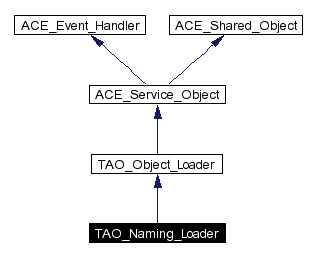 ACE_Event_Handler ACE_Shared_Object
ACE_Service_Object
TAO_Object_Loader
TAO_Naming_Loader